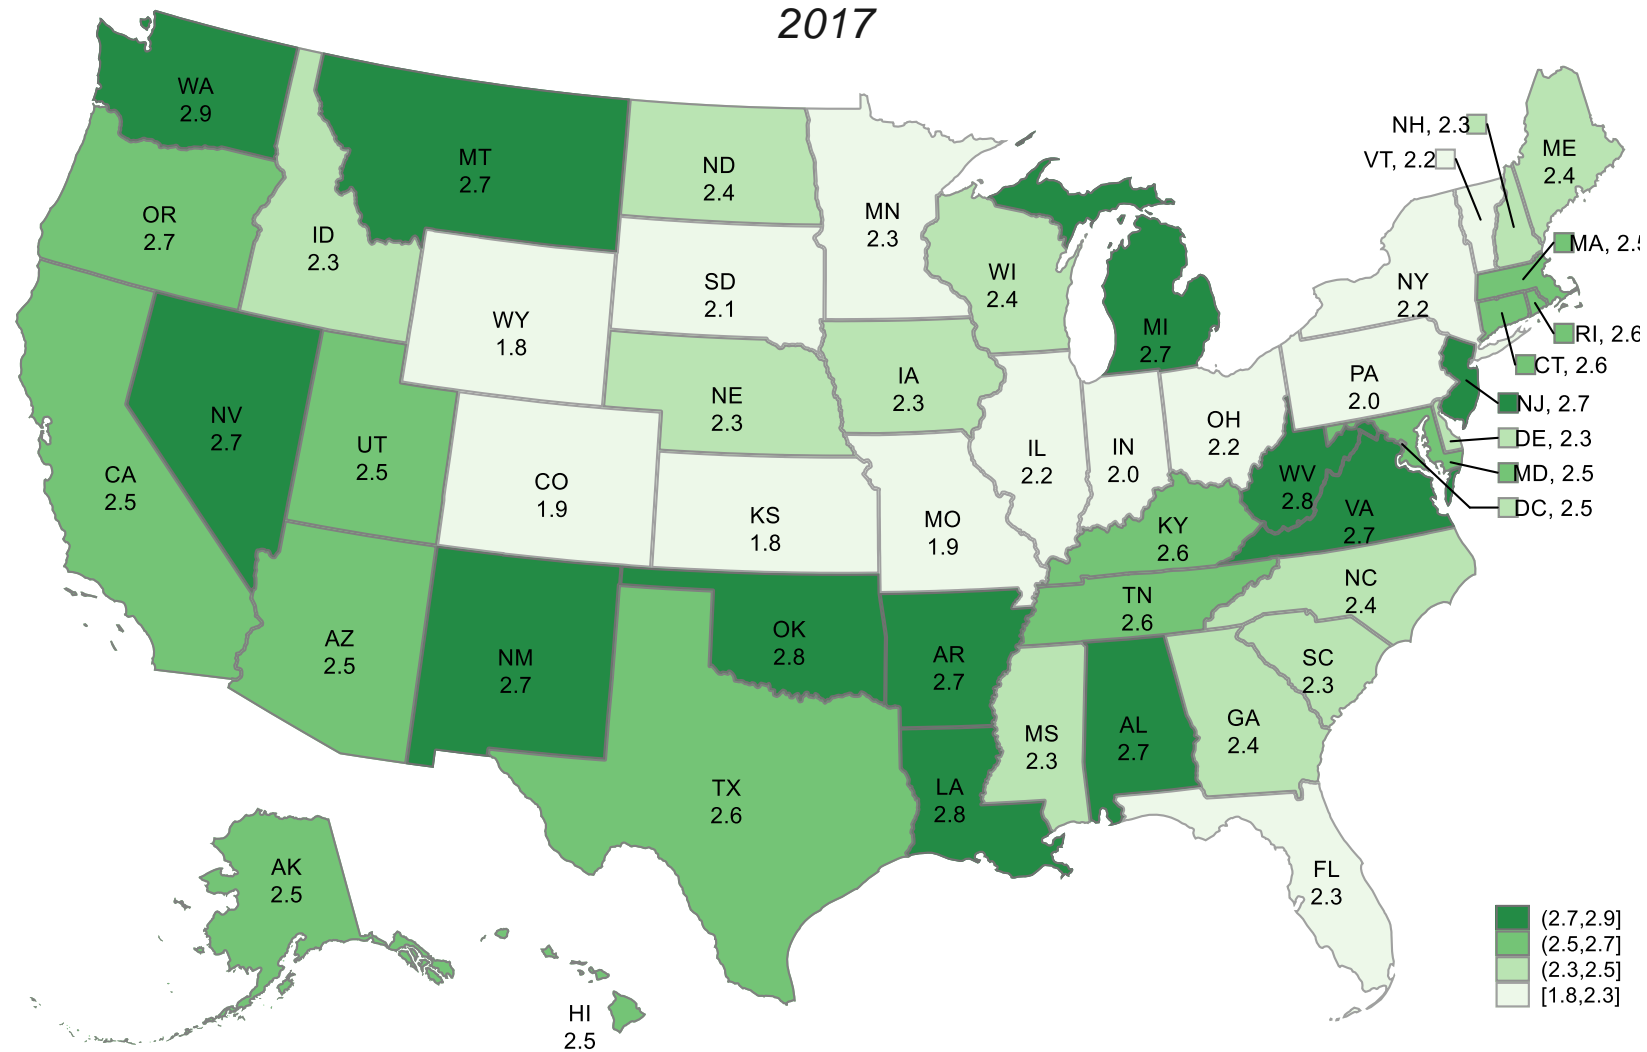 2017
WA
2.9
MT
2.7
ND
2.4
MN
2.3
NH, 2.3
VT, 2.2
ME
2.4
OR
2.7
ID
2.3
WI
2.4
MA, 2.5
SD
2.1
NY
2.2
WY
1.8
MI
2.7
RI, 2.6
CT, 2.6
IA
2.3
PA
2.0
NE
2.3
NJ, 2.7
NV
2.7
OH
2.2
DE, 2.3
UT
2.5
IL
2.2
IN
2.0
CA
2.5
WV
2.8
MD, 2.5
CO
1.9
DC, 2.5
KS
1.8
MO
1.9
VA
2.7
KY
2.6
NC
2.4
TN
2.6
AZ
2.5
NM
2.7
OK
2.8
AR
2.7
SC
2.3
MS
2.3
AL
2.7
GA
2.4
TX
2.6
LA
2.8
AK
2.5
FL
2.3
HI
2.5
(2.7,2.9]
(2.5,2.7]
(2.3,2.5]
[1.8,2.3]